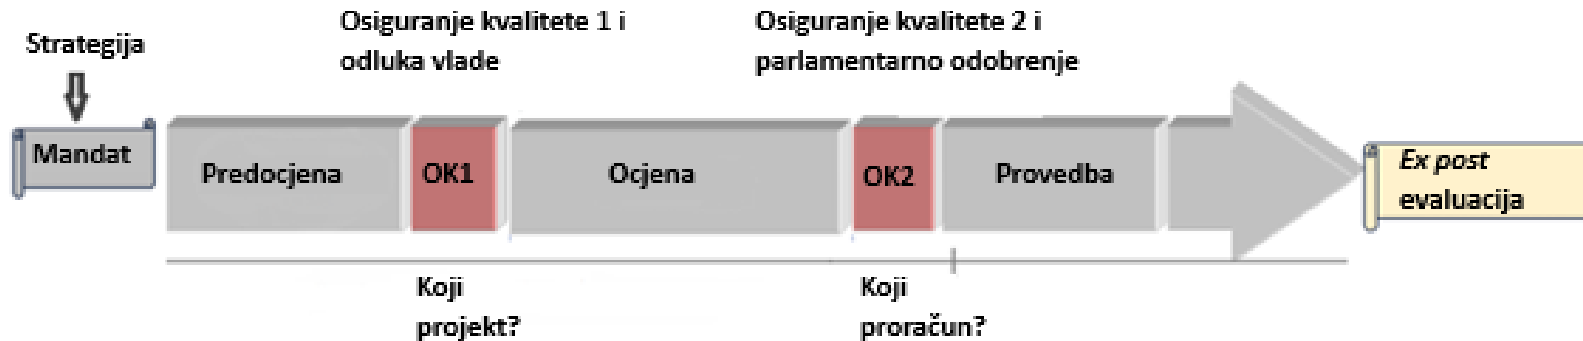 Strategija
Osiguranje kvalitete 1 i
odluka vlade
Osiguranje kvalitete 2 i
parlamentarno odobrenje
Mandat
Predocjena
OK1
Ocjena
OK2
Provedba
Ex post
evaluacija
Koji
projekt?
Koji
proračun?